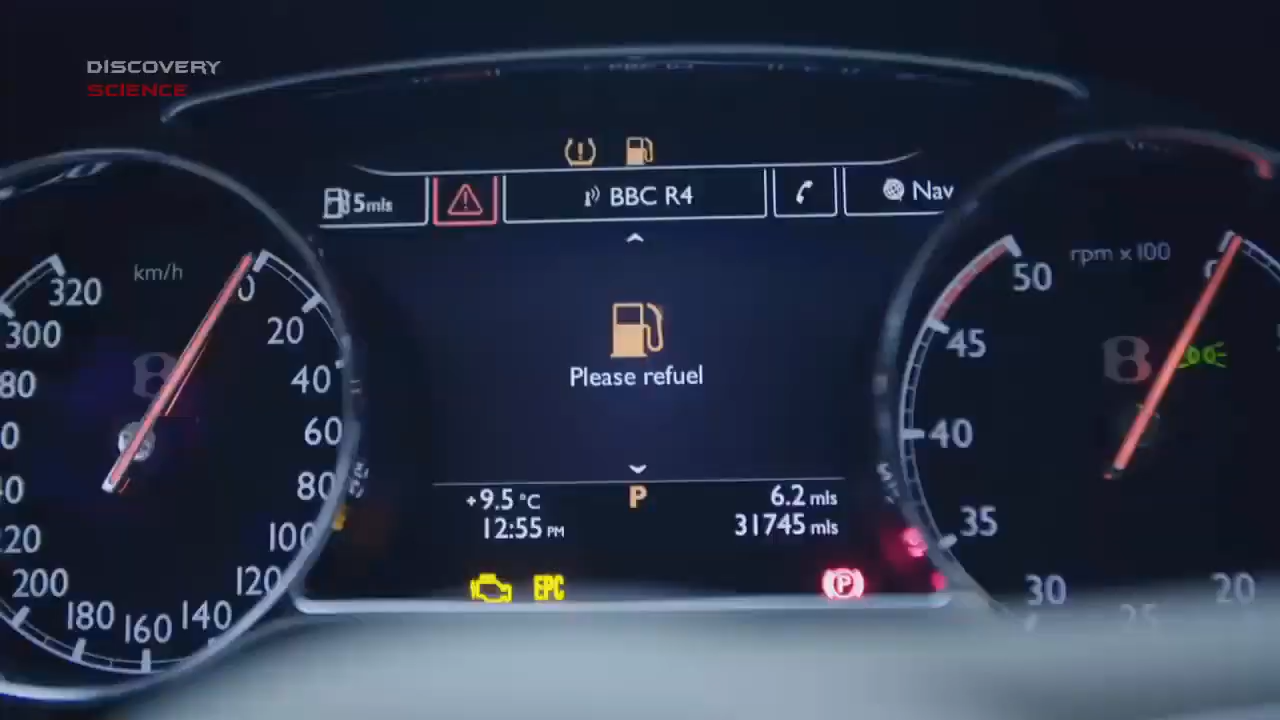 DISCOVERY
SCIENCE
5mls
BBC R4
Nav
km/h
0
20
40
60
80
100
120
140
160
180
200
300
320
Please refuel
+9.5 °C
P
6.2 mls
12:55 PM
31745 mls
EPC
P
rpm x 100
50
45
40
35
30
25
20
B
B